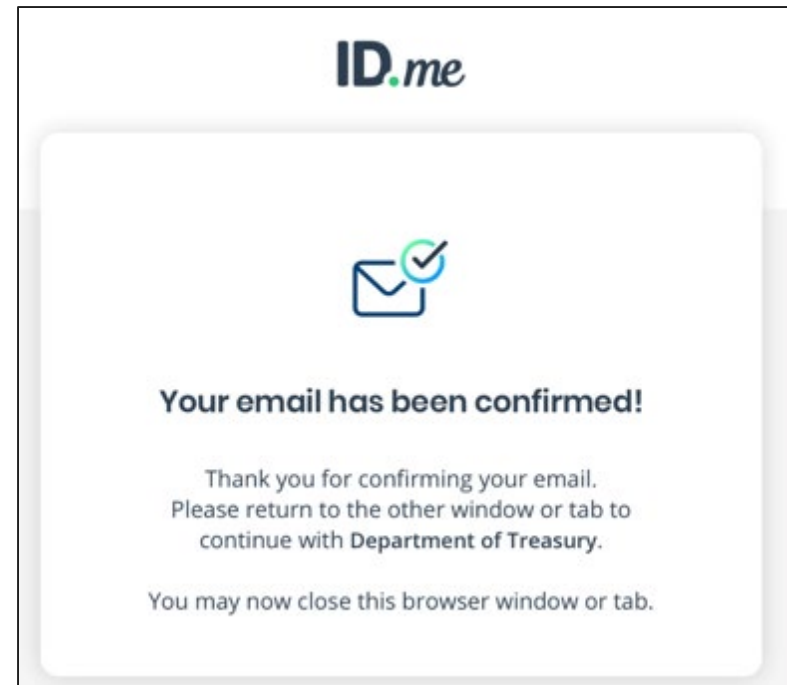 ID.me
Your email has been confirmed!
Thank you for confirming your email.
Please return to the other window or tab to
continue with Department of Treasury.
You may now close this browser window or tab.